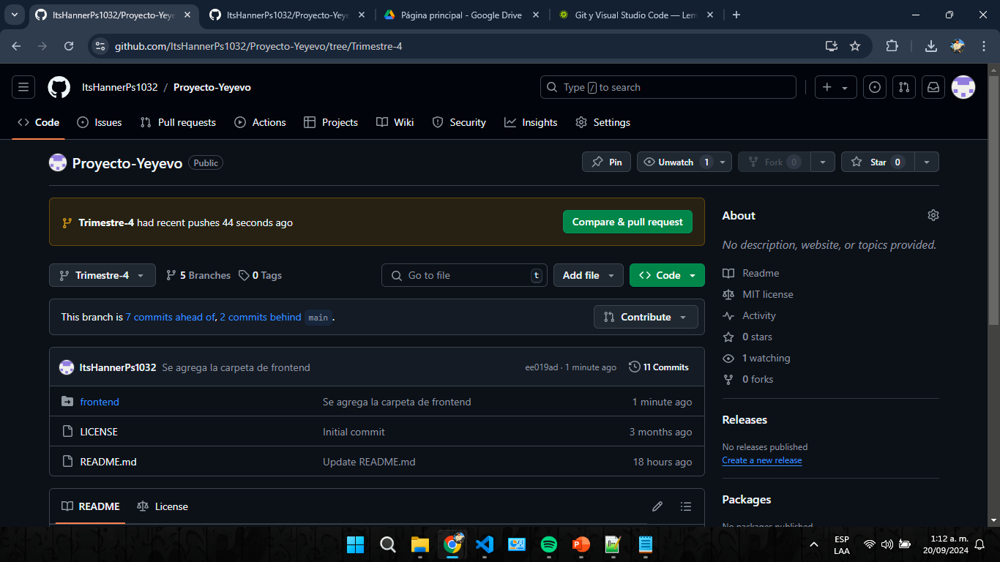 ItsHannerPs1032/Proyecto-Yeye
ItsHannerPs1032/Proyecto-Yeye
Página principal - Google Drive
Git y Visual Studio Code — Lem
github.com/ItsHannerPs1032/Proyecto-Yeyevo/tree/Trimestre-4
ItsHannerPs1032 / Proyecto-Yeyevo
Type / to search
Code
Issues
Pull requests
Actions
Projects
Wiki
Security
Insights
Settings
Proyecto-Yeyevo
Public
Pin
Unwatch 1
Fork 0
Star 0
Trimestre-4 had recent pushes 44 seconds ago
Compare & pull request
Trimestre-4
5 Branches
0 Tags
Go to file
t
Add file
Code
This branch is 7 commits ahead of, 2 commits behind main .
Contribute
ItsHannerPs1032 Se agrega la carpeta de frontend
ee019ad · 1 minute ago
11 Commits
frontend
Se agrega la carpeta de frontend
1 minute ago
LICENSE
Initial commit
3 months ago
README.md
Update README.md
18 hours ago
README
License
About
No description, website, or topics provided.
Readme
MIT license
Activity
0 stars
1 watching
0 forks
Releases
No releases published
Create a new release
Packages
No packages published
ESP
LAA
1:12 a. m.
20/09/2024